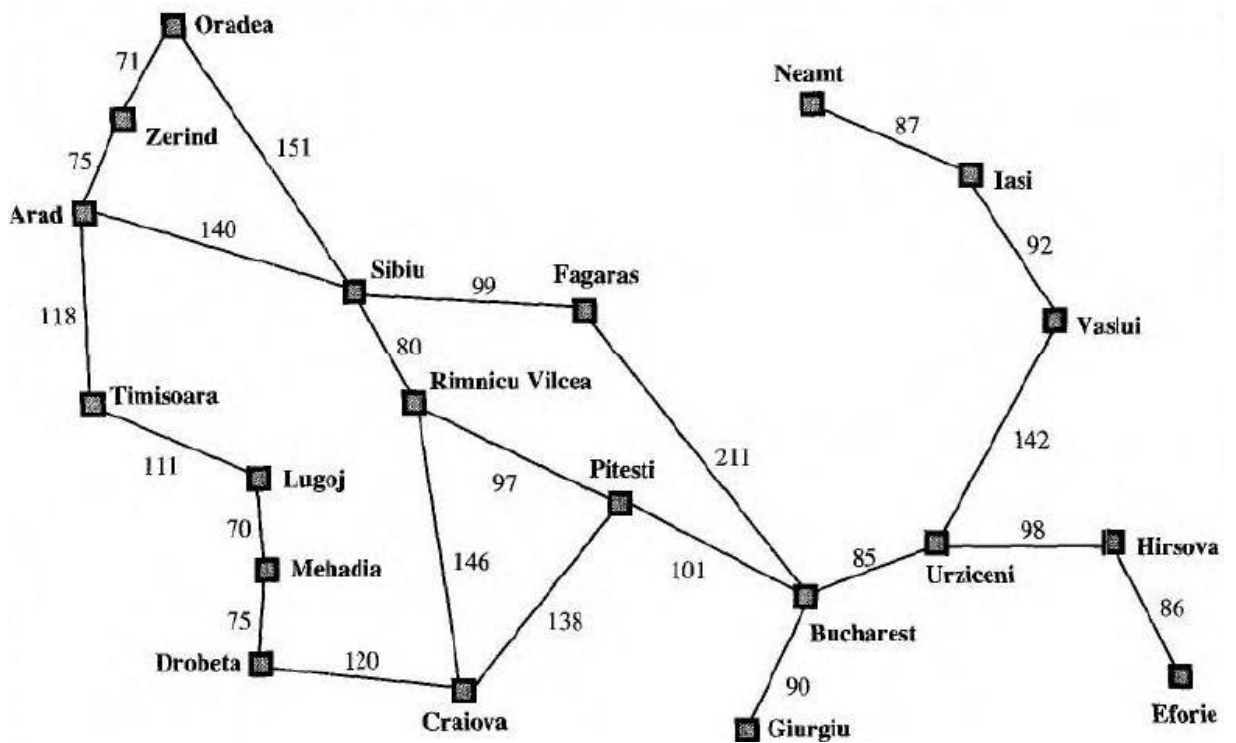 Oradea
71
Neamt
Zerind
87
75
151
Iasi
Arad
140
92
Sibiu
Fagaras
99
118
Vaslui
80
Timisoara
Rimnicu Vilcea
142
111
211
Lugoj
97
Pitesti
70
98
Hirsova
Mehadia
146
101
85
Urziceni
86
75
138
Bucharest
Drobeta
120
90
Craiova
Giurgiu
Eforie